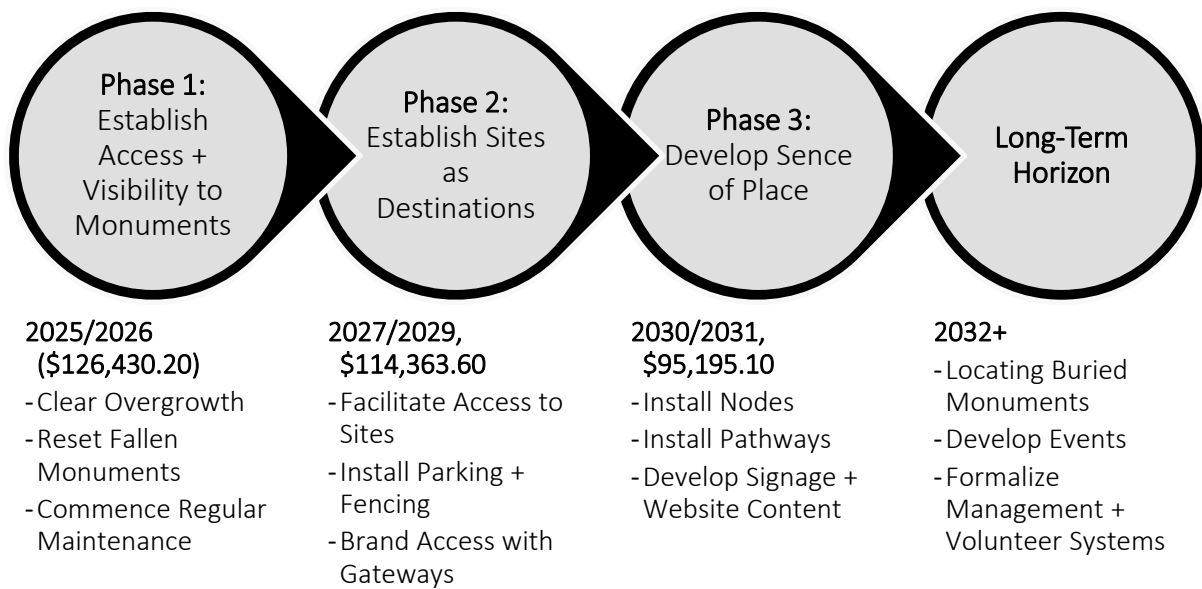 Phase 1:
Establish
Access +
Visibility to
Monuments
Phase 2:
Establish Sites
as
Destinations
Phase 3:
Develop Sence
of Place
Long-Term
Horizon
2025/2026
($126,430.20)
-Clear Overgrowth
-Reset Fallen
Monuments
-Commence Regular
Maintenance
2027/2029,
$114,363.60
-Facilitate Access to
Sites
-Install Parking +
Fencing
-Brand Access with
Gateways
2030/2031,
$95,195.10
-Install Nodes
-Install Pathways
-Develop Signage +
Website Content
2032+
-Locating Buried
Monuments
-Develop Events
-Formalize
Management +
Volunteer Systems